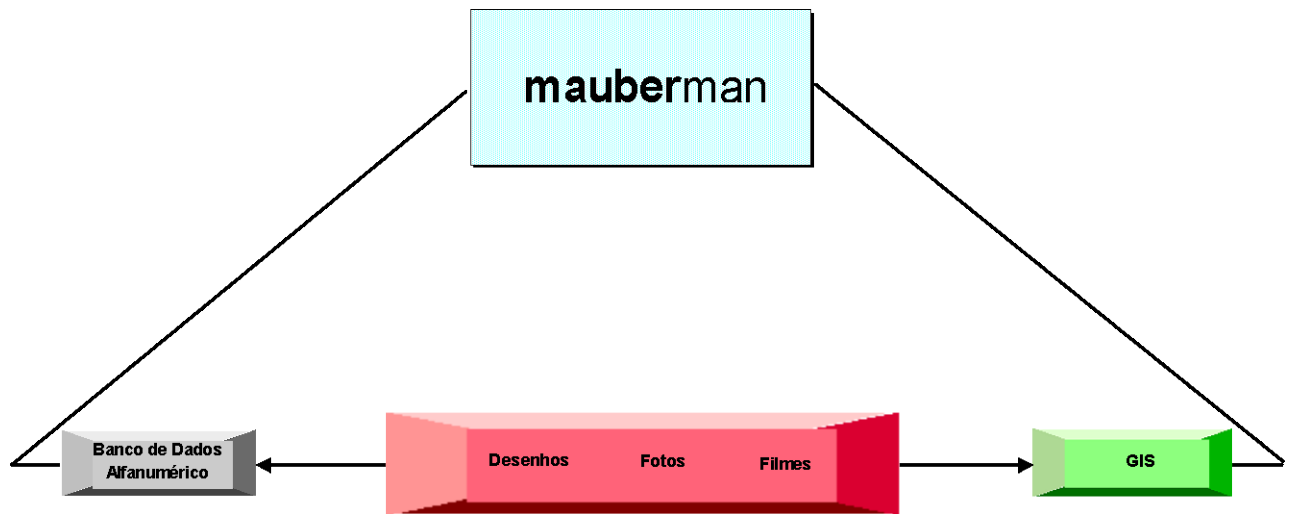 mauberman
Banco de Dados
Alfanumérico
Desenhos Fotos Filmes
GIS